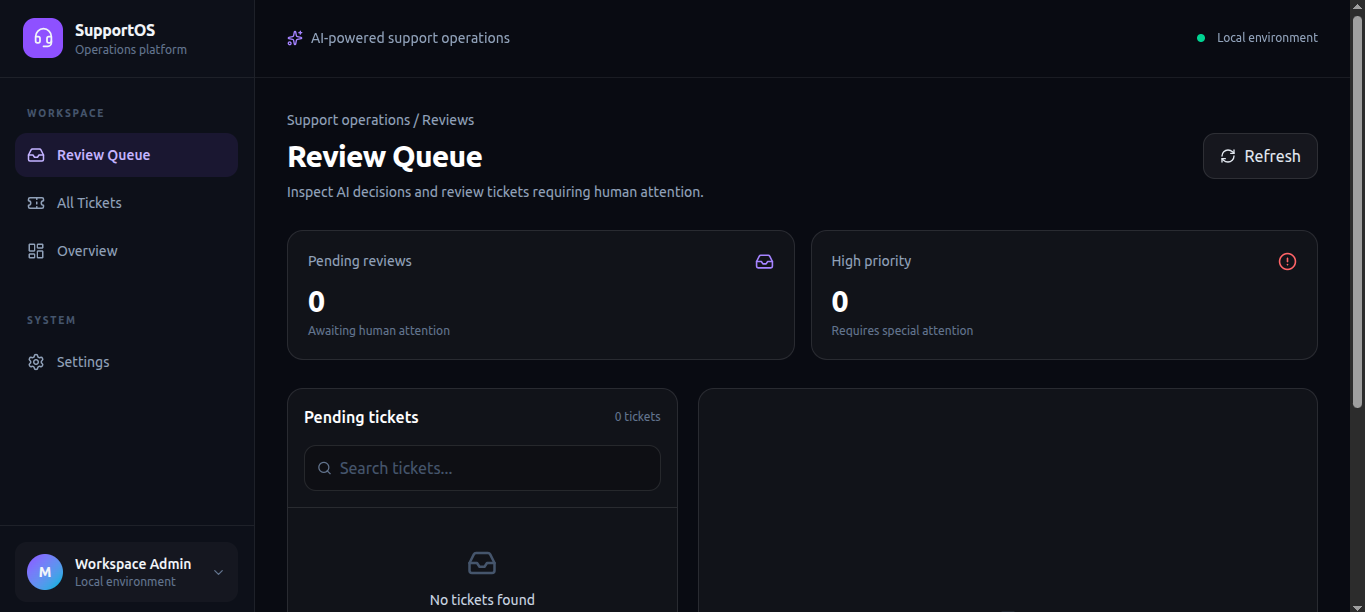 SupportOS
Operations platform
WORKSPACE
Review Queue
All Tickets
Overview
SYSTEM
Settings
M
Workspace Admin
Local environment
AI-powered support operations
Local environment
Support operations / Reviews
Review Queue
Inspect AI decisions and review tickets requiring human attention.
Refresh
Pending reviews
0
Awaiting human attention
High priority
0
Requires special attention
Pending tickets
0 tickets
Search tickets...
No tickets found